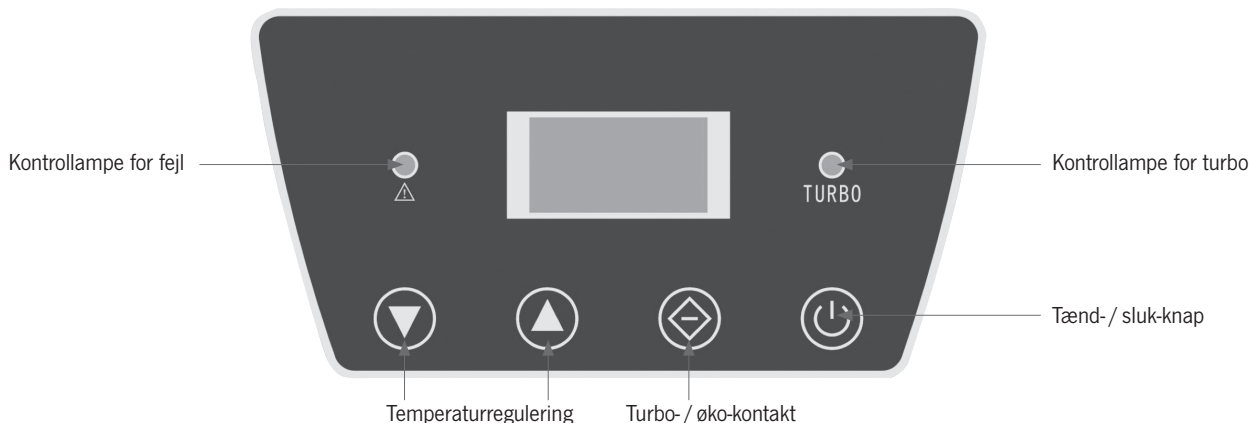 Kontrollampe for fejl
Kontrollampe for turbo
TURBO
Tænd- / sluk-knap
Temperaturregulering
Turbo- / øko-kontakt